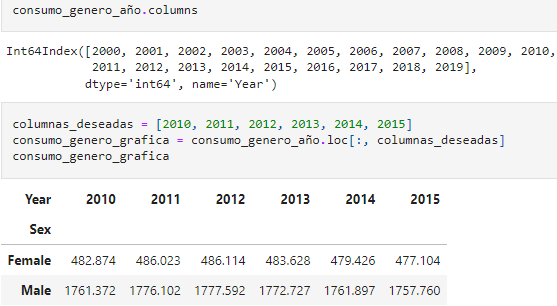 consumo_genero_año.columns
Int64Index([2000, 2001, 2002, 2003, 2004, 2005, 2006, 2007, 2008, 2009, 2010,
2011, 2012, 2013, 2014, 2015, 2016, 2017, 2018, 2019],
dtype='int64', name='Year')
columnas_deseadas = [2010, 2011, 2012, 2013, 2014, 2015]
consumo_genero_grafica = consumo_genero_año.loc[:, columnas_deseadas]
consumo_genero_grafica
Year 2010 2011 2012 2013 2014 2015
Sex
Female 482.874 486.023 486.114 483.628 479.426 477.104
Male 1761.372 1776.102 1777.592 1772.727 1761.897 1757.760